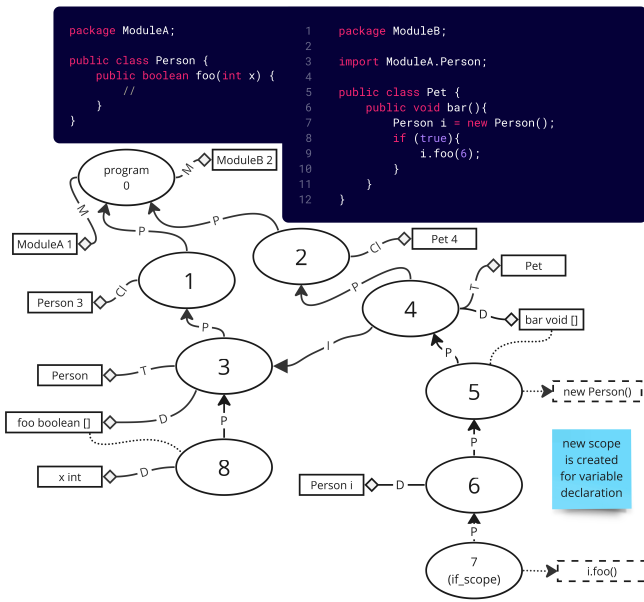 package ModuleA;
public class Person {
public boolean foo(int x) {
//
}
}
1
2
3
4
5
6
7
8
9
10
11
12
package ModuleB;
import ModuleA.Person;
public class Pet {
public void bar(){
Person i = new Person();
if (true){
i.foo(6);
}
}
}
program
0
M
ModuleB 2
M
ModuleA 1
P
P
2
Cl
Pet 4
1
Cl
Person 3
P
4
T
Pet
D
bar void []
P
I
P
3
T
Person
D
foo boolean []
P
5
new Person()
8
D
x int
P
new scope
is created
for variable
declaration
6
D
Person i
P
7
(if_scope)
i.foo()